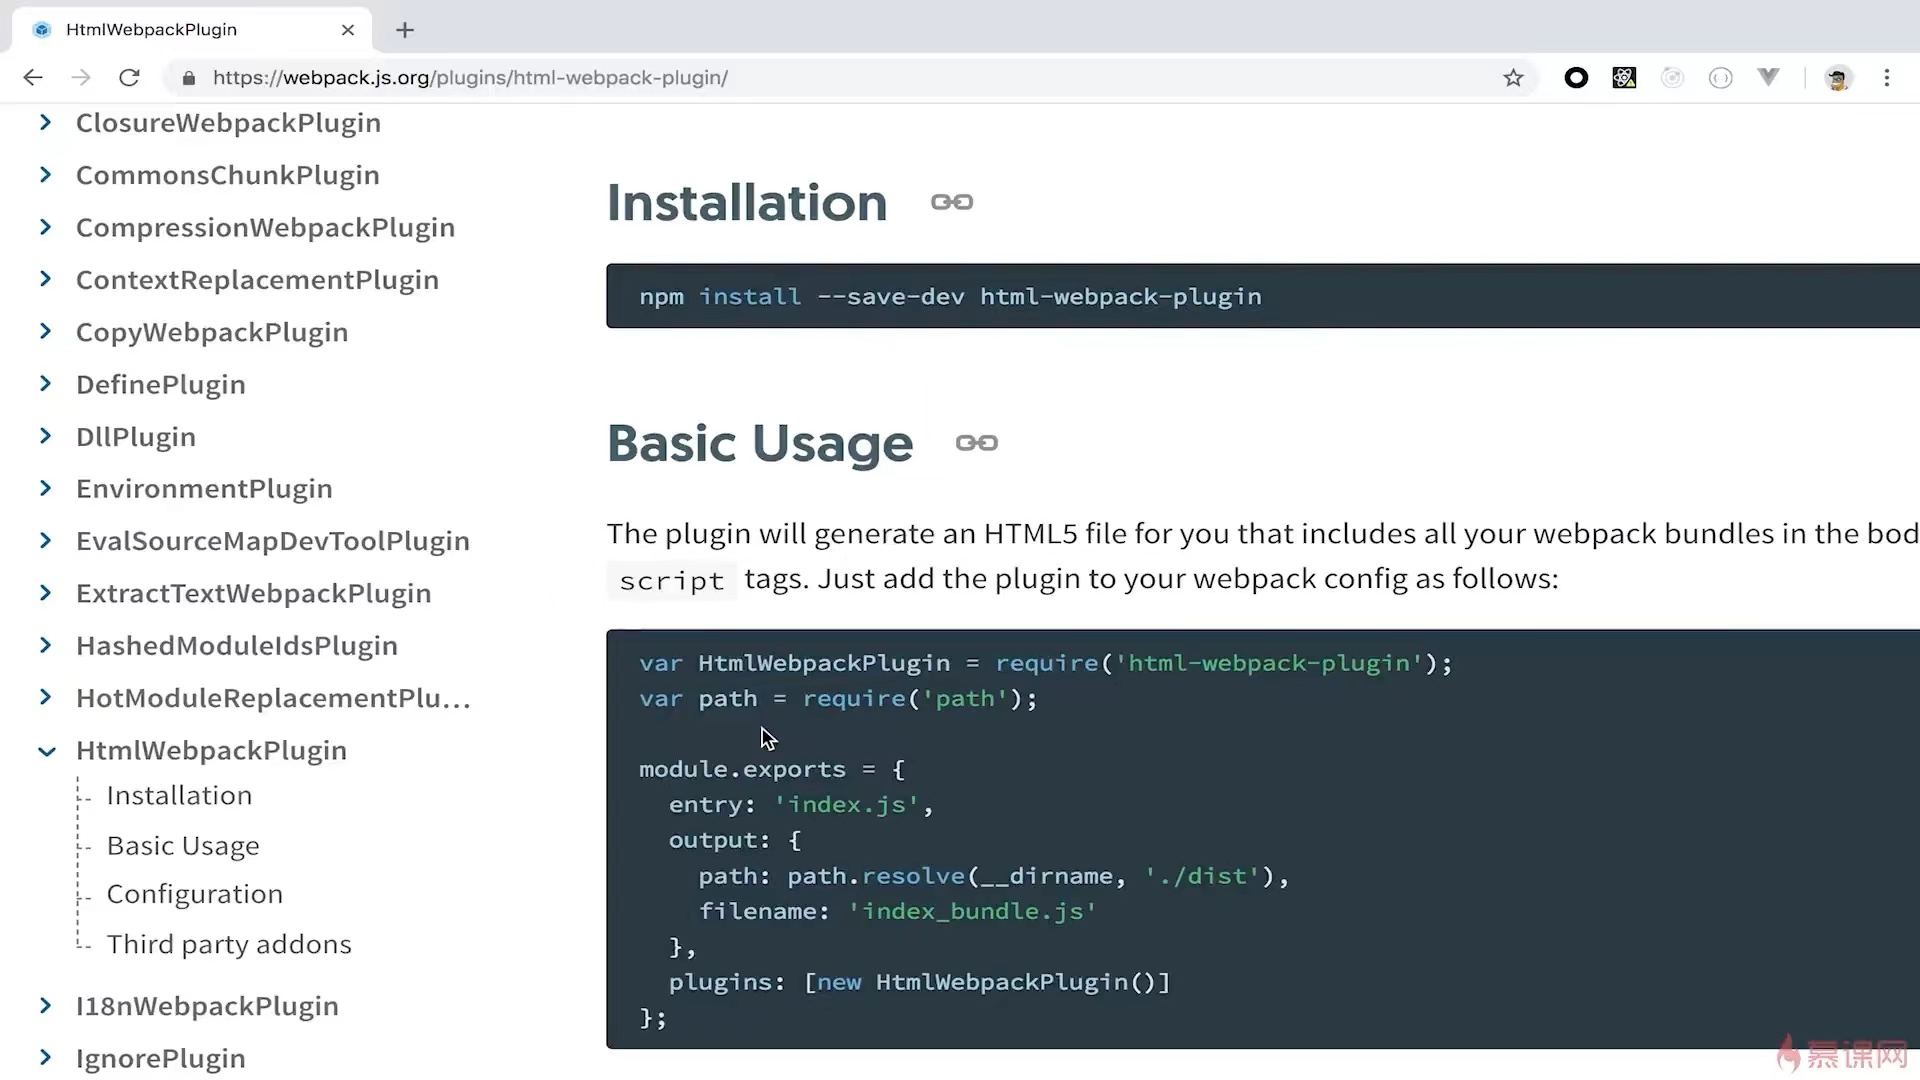 HtmlWebpackPlugin
https://webpack.js.org/plugins/html-webpack-plugin/
ClosureWebpackPlugin
CommonsChunkPlugin
CompressionWebpackPlugin
ContextReplacementPlugin
CopyWebpackPlugin
DefinePlugin
DllPlugin
EnvironmentPlugin
EvalSourceMapDevToolPlugin
ExtractTextWebpackPlugin
HashedModuleIdsPlugin
HotModuleReplacementPlu...
HtmlWebpackPlugin
Installation
Basic Usage
Configuration
Third party addons
I18nWebpackPlugin
IgnorePlugin
Installation
npm install --save-dev html-webpack-plugin
Basic Usage
The plugin will generate an HTML5 file for you that includes all your webpack bundles in the bod
script tags. Just add the plugin to your webpack config as follows:
var HtmlWebpackPlugin = require('html-webpack-plugin');
var path = require('path');
module.exports = {
  entry: 'index.js',
  output: {
    path: path.resolve(__dirname, './dist'),
    filename: 'index_bundle.js'
  },
  plugins: [new HtmlWebpackPlugin()]
};
慕课网